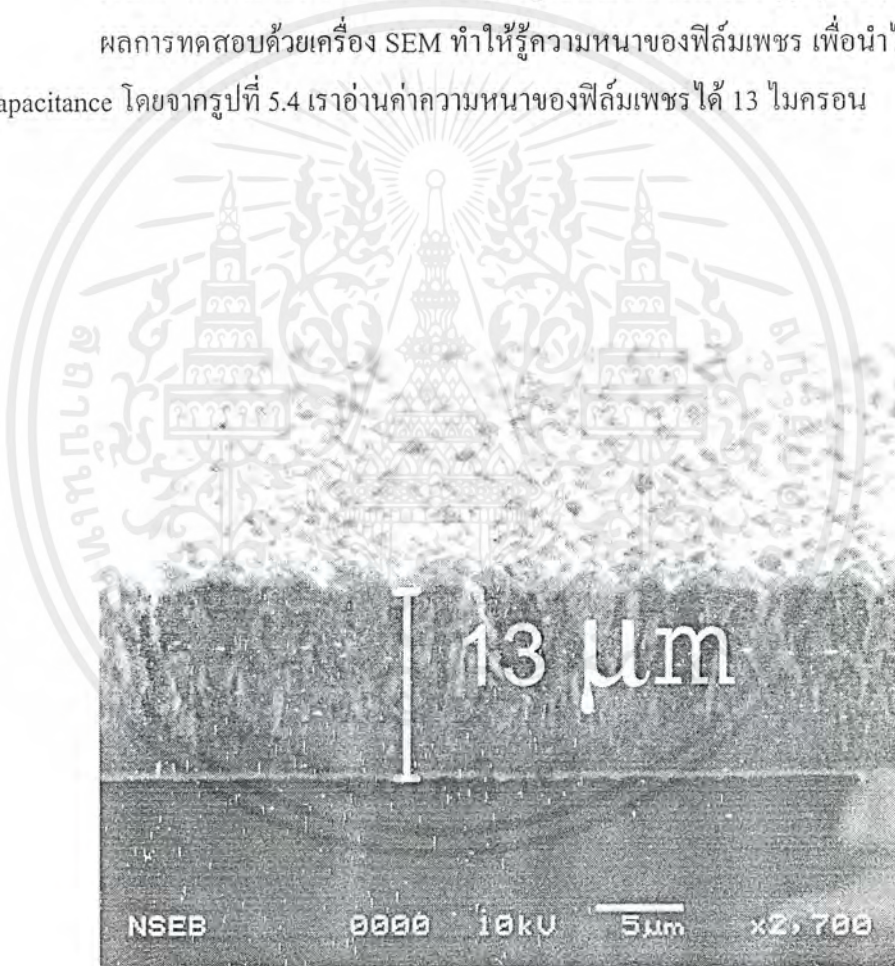 ผลการทดสอบด้วยเครื่อง SEM ทำให้รู้ความหนาของฟิล์มเพชร เพื่อนำ
apacitance โดยจากรูปที่ 5.4 เราอ่านค่าความหนาของฟิล์มเพชรได้ 13 ไมครอน
13 µm
NSEB 0000 10kV 5µm x2,700